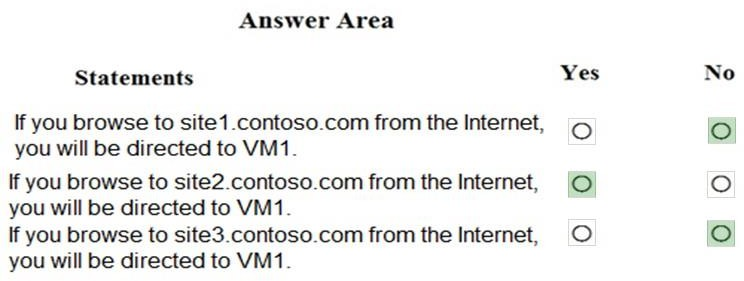 Answer Area
Statements Yes No
If you browse to site1.contoso.com from the Internet,
you will be directed to VM1.
If you browse to site2.contoso.com from the Internet,
you will be directed to VM1.
If you browse to site3.contoso.com from the Internet,
you will be directed to VM1.